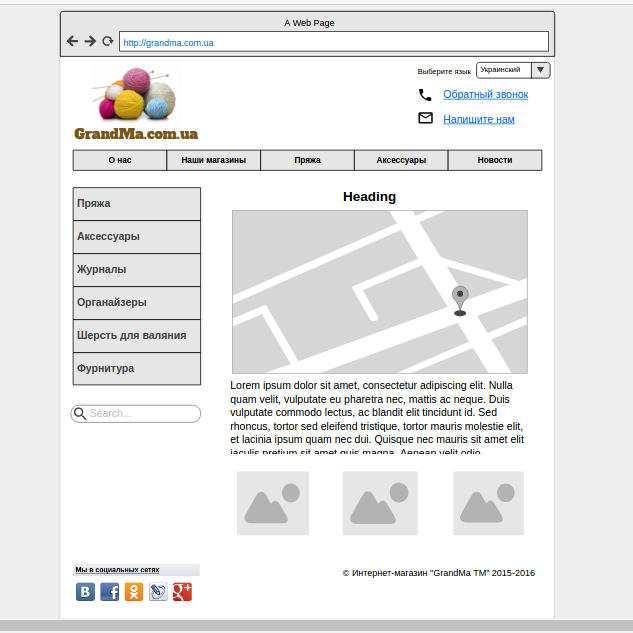 A Web Page
http://grandma.com.ua
Выберите язык
Украинский
Обратный звонок
Напишите нам
GrandMa.com.ua
О нас
Наши магазины
Пряжа
Аксессуары
Новости
Пряжа
Аксессуары
Журналы
Органайзеры
Шерсть для валяния
Фурнитура
Search...
Heading
Lorem ipsum dolor sit amet, consectetur adipiscing elit. Nulla
quam velit, vulputate eu pharetra nec, mattis ac neque. Duis
vulputate commodo lectus, ac blandit elit tincidunt id. Sed
rhoncus, tortor sed eleifend tristique, tortor mauris molestie elit,
et lacinia ipsum quam nec dui. Quisque nec mauris sit amet elit
iaculis pretium sit amet quis magna. Aenean velit odio,
Мы в социальных сетях
© Интернет-магазин "GrandMa TM" 2015-2016